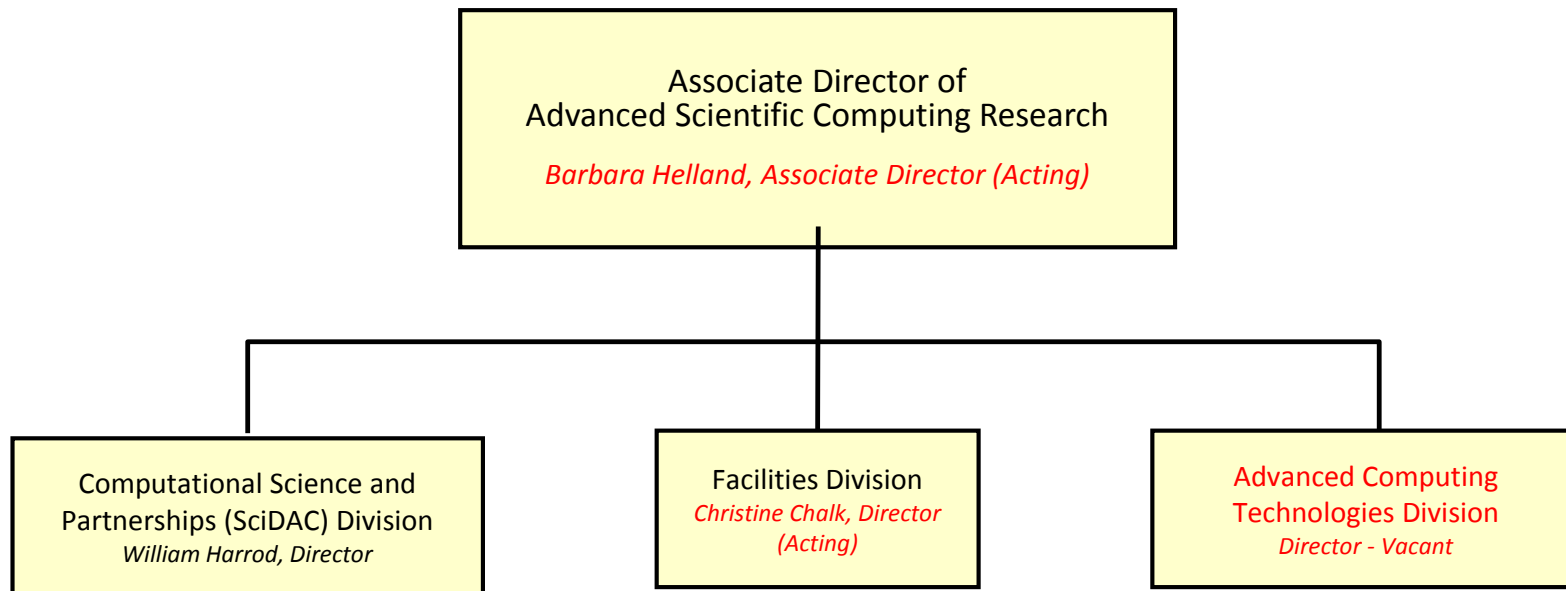 Associate Director of
Advanced Scientific Computing Research
Barbara Helland, Associate Director (Acting)
Computational Science and
Partnerships (SciDAC) Division
William Harrod, Director
Facilities Division
Christine Chalk, Director
(Acting)
Advanced Computing
Technologies Division
Director - Vacant